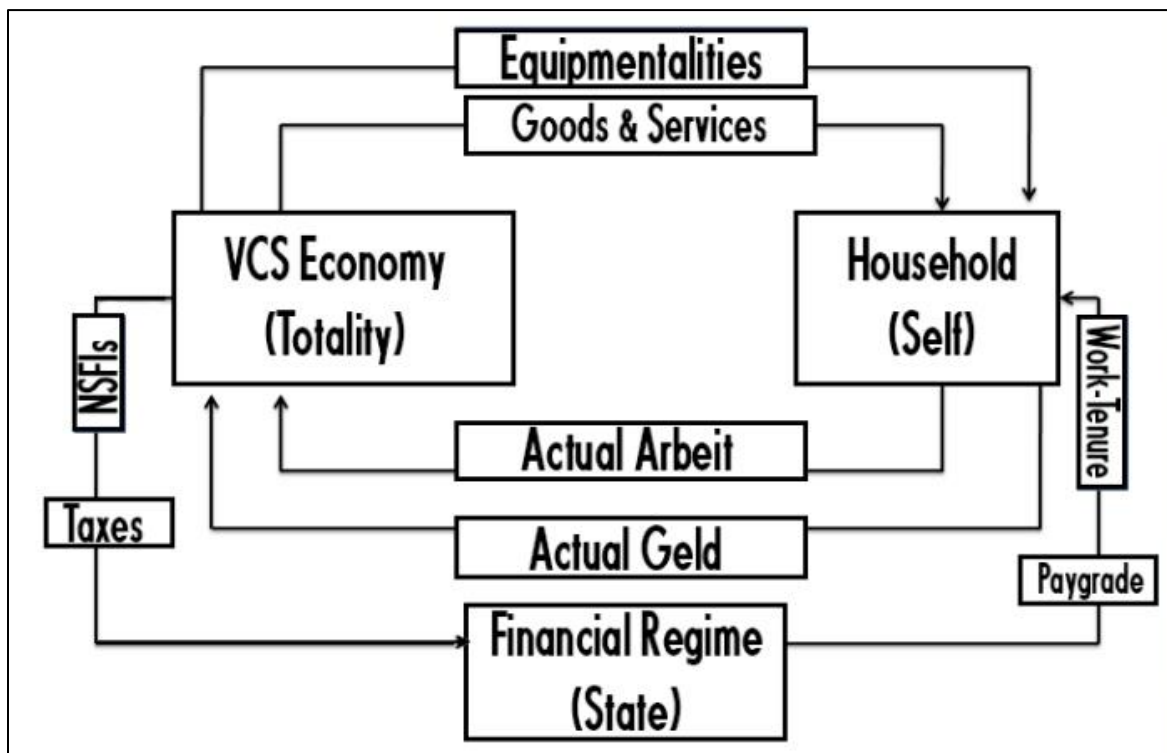 Equipmentalities
Goods & Services
VCS Economy
(Totality)
Household
(Self)
NSFIs
Work-Tenure
Actual Arbeit
Taxes
Actual Geld
Paygrade
Financial Regime
(State)